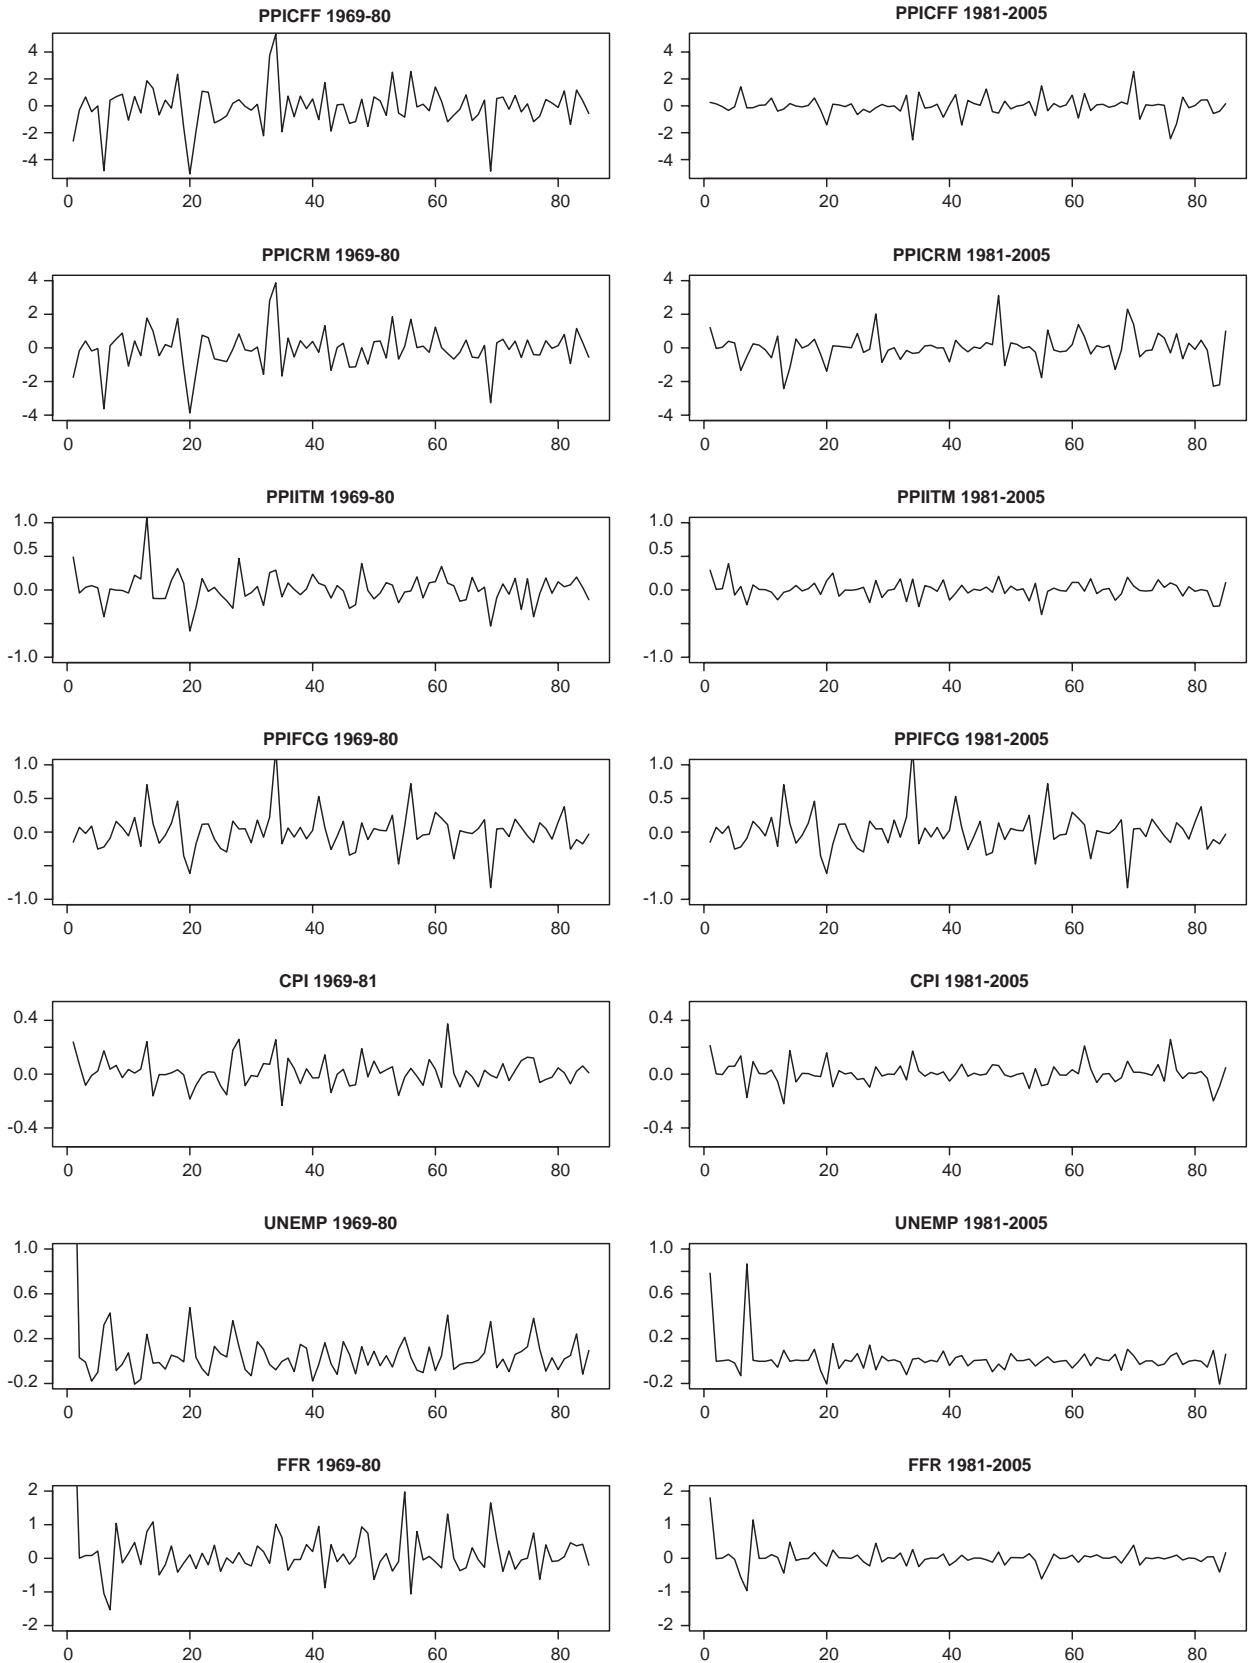 PPICFF 1969-80
4
2
0
-2
-4
0 20 40 60 80
PPICFF 1981-2005
4
2
0
-2
-4
0 20 40 60 80
PPICRM 1969-80
4
2
0
-2
-4
0 20 40 60 80
PPICRM 1981-2005
4
2
0
-2
-4
0 20 40 60 80
PPIITM 1969-80
1.0
0.5
0.0
-1.0
0 20 40 60 80
PPIITM 1981-2005
1.0
0.5
0.0
-1.0
0 20 40 60 80
PPIFCG 1969-80
1.0
0.5
0.0
-1.0
0 20 40 60 80
PPIFCG 1981-2005
1.0
0.5
0.0
-1.0
0 20 40 60 80
CPI 1969-81
0.4
0.0
-0.4
0 20 40 60 80
CPI 1981-2005
0.4
0.0
-0.4
0 20 40 60 80
UNEMP 1969-80
1.0
0.6
0.2
-0.2
0 20 40 60 80
UNEMP 1981-2005
1.0
0.6
0.2
-0.2
0 20 40 60 80
FFR 1969-80
2
1
0
-1
-2
0 20 40 60 80
FFR 1981-2005
2
1
0
-1
-2
0 20 40 60 80